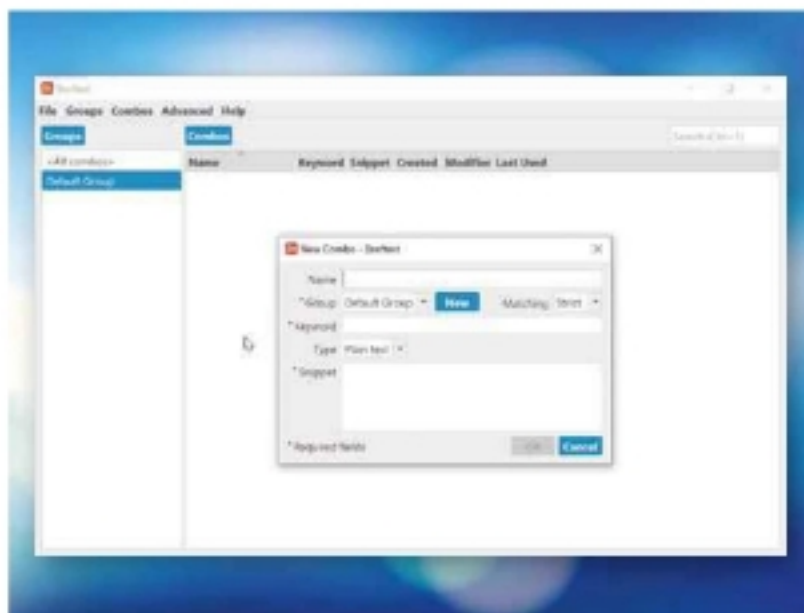 Beeftext
File Groups Combos Advanced Help
Groups
Combos
Search (Ctrl+F)
<All combos>
Default Group
Name Keyword Snippet Created Modified Last Used
New Combo - Beeftext
Name
*Group Default Group New Matching Strict
*Keyword
Type Plain text
*Snippet
*Required fields
OK Cancel